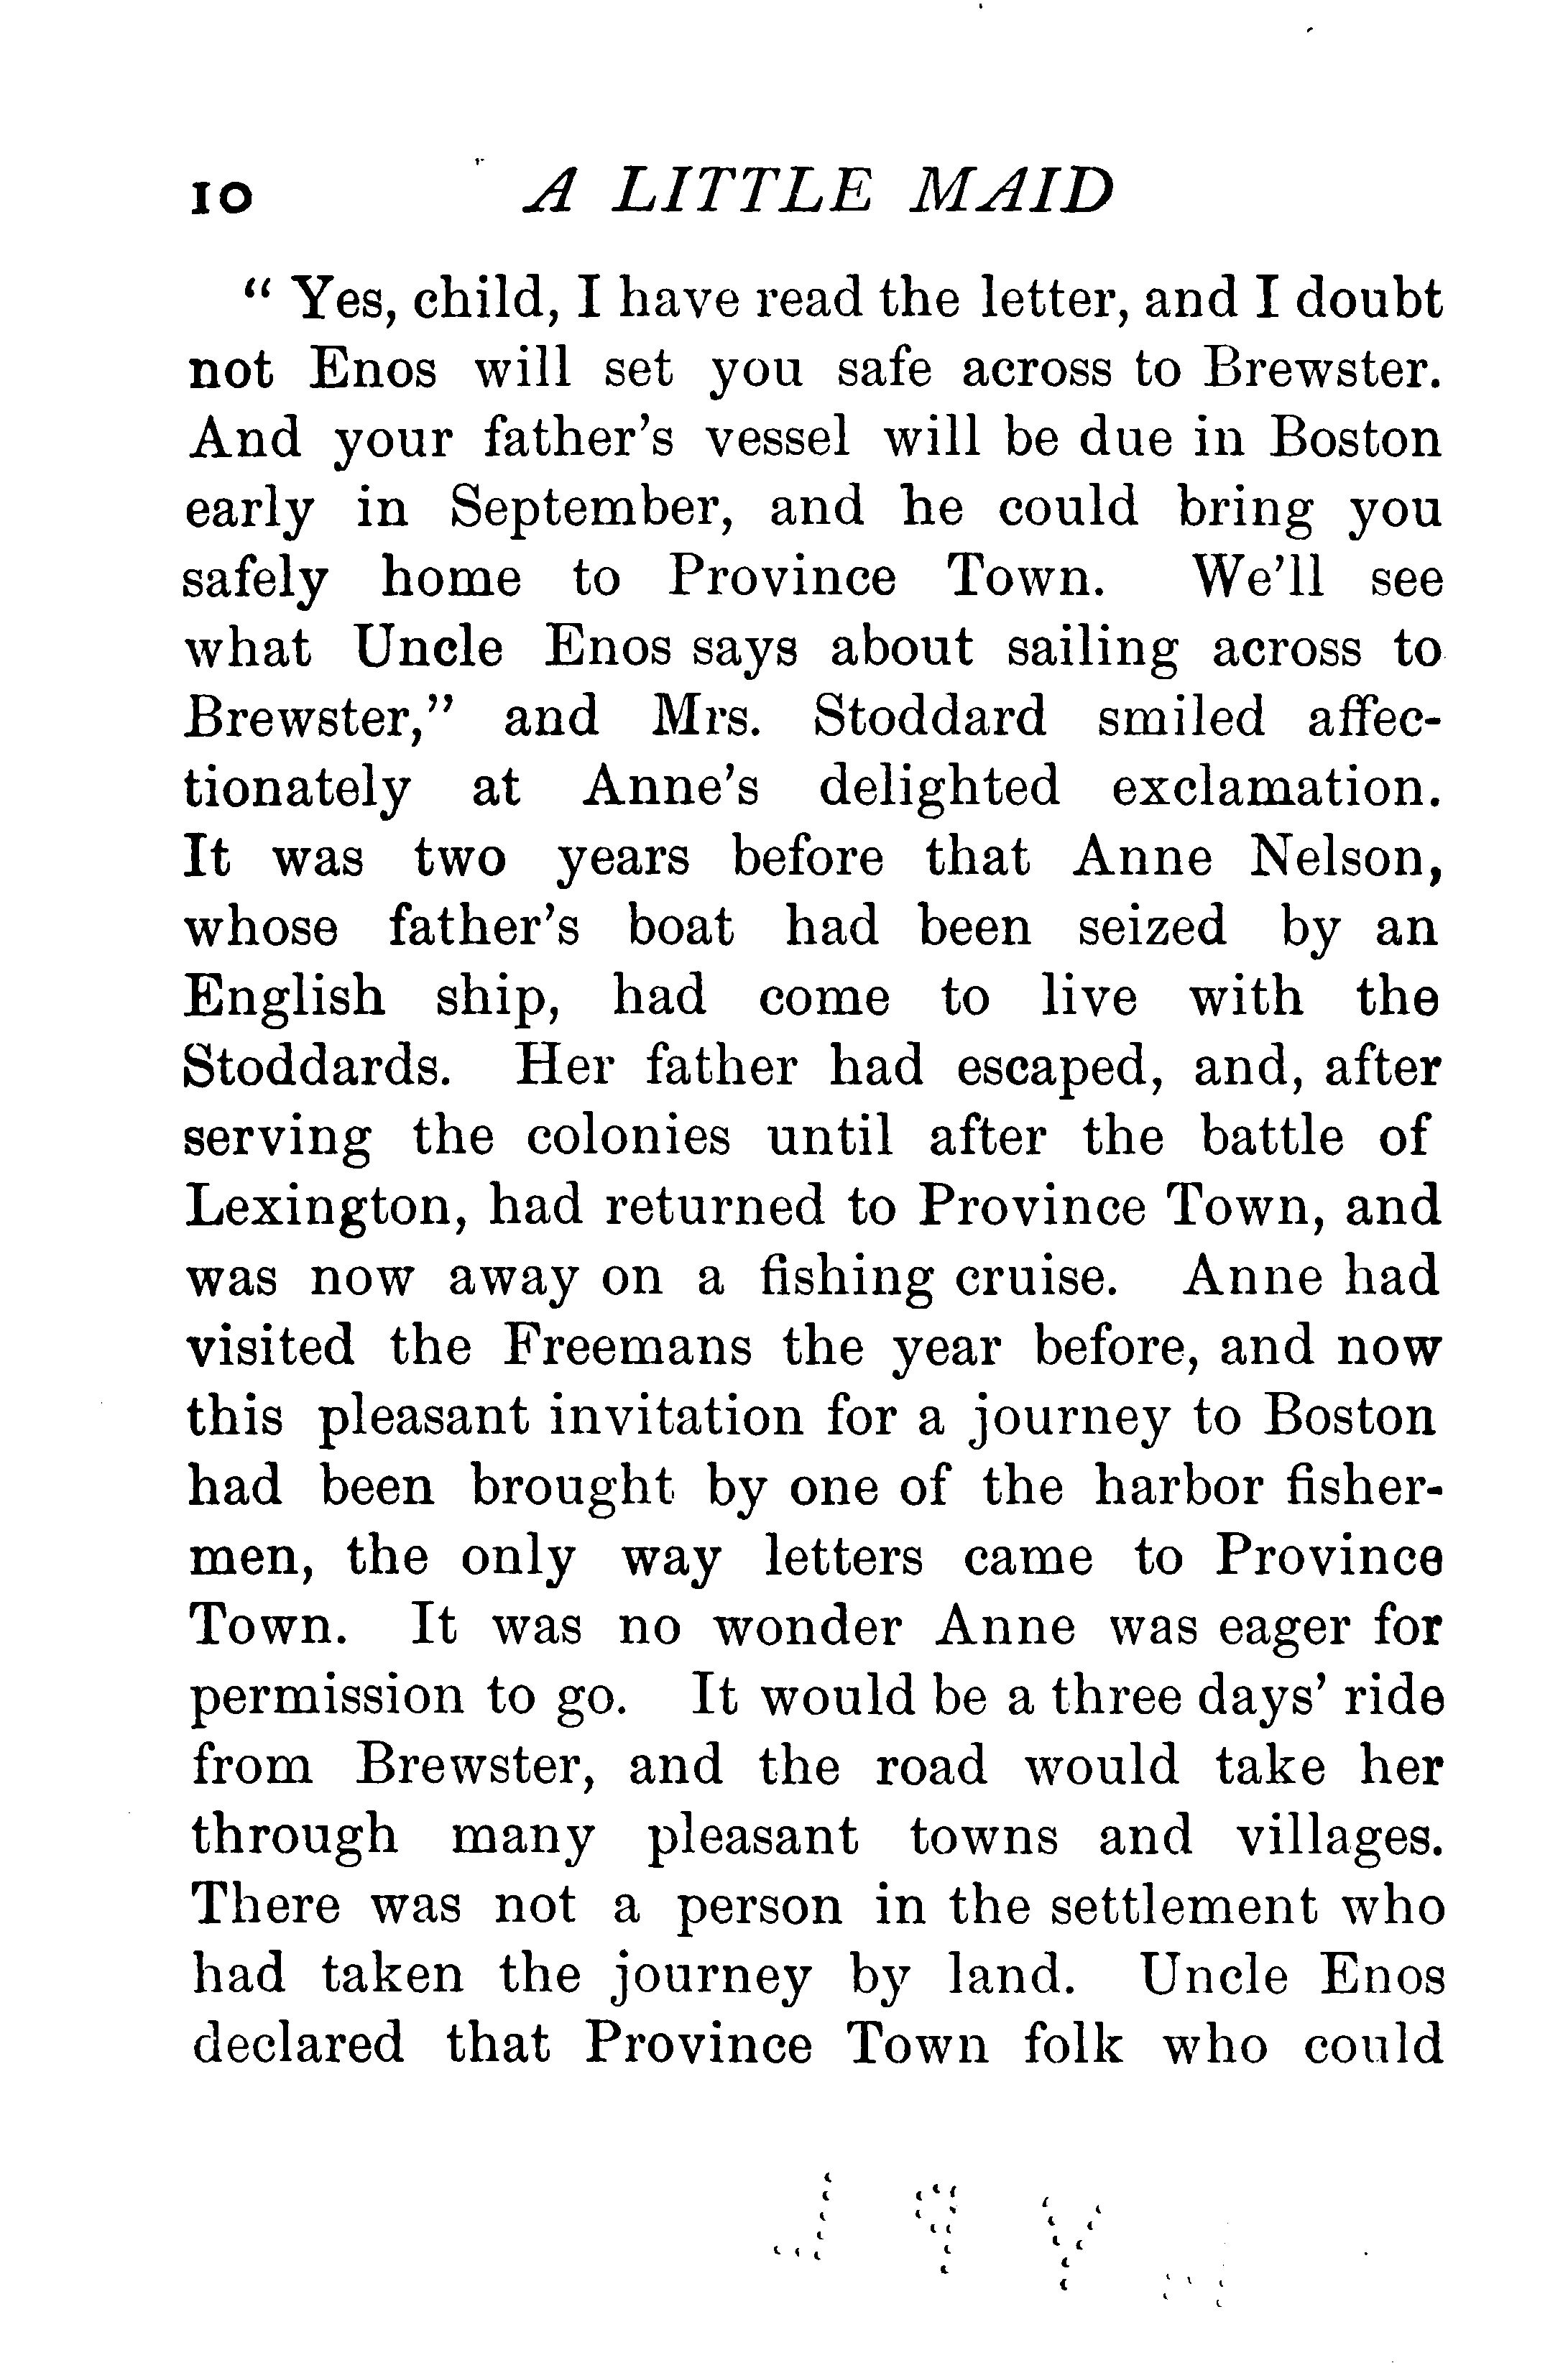 10 A LITTLE MAID
" Yes, child, I have read the letter, and I doubt
not Enos will set you safe across to Brewster.
And your father's vessel will be due in Boston
early in September, and he could bring you
safely home to Province Town. We'll see
what Uncle Enos says about sailing across to
Brewster," and Mrs. Stoddard smiled affec-
tionately at Anne's delighted exclamation.
It was two years before that Anne Nelson,
whose father's boat had been seized by an
English ship, had come to live with the
Stoddards. Her father had escaped, and, after
serving the colonies until after the battle of
Lexington, had returned to Province Town, and
was now away on a fishing cruise. Anne had
visited the Freemans the year before, and now
this pleasant invitation for a journey to Boston
had been brought by one of the harbor fisher-
men, the only way letters came to Province
Town. It was no wonder Anne was eager for
permission to go. It would be a three days' ride
from Brewster, and the road would take her
through many pleasant towns and villages.
There was not a person in the settlement who
had taken the journey by land. Uncle Enos
declared that Province Town folk who could